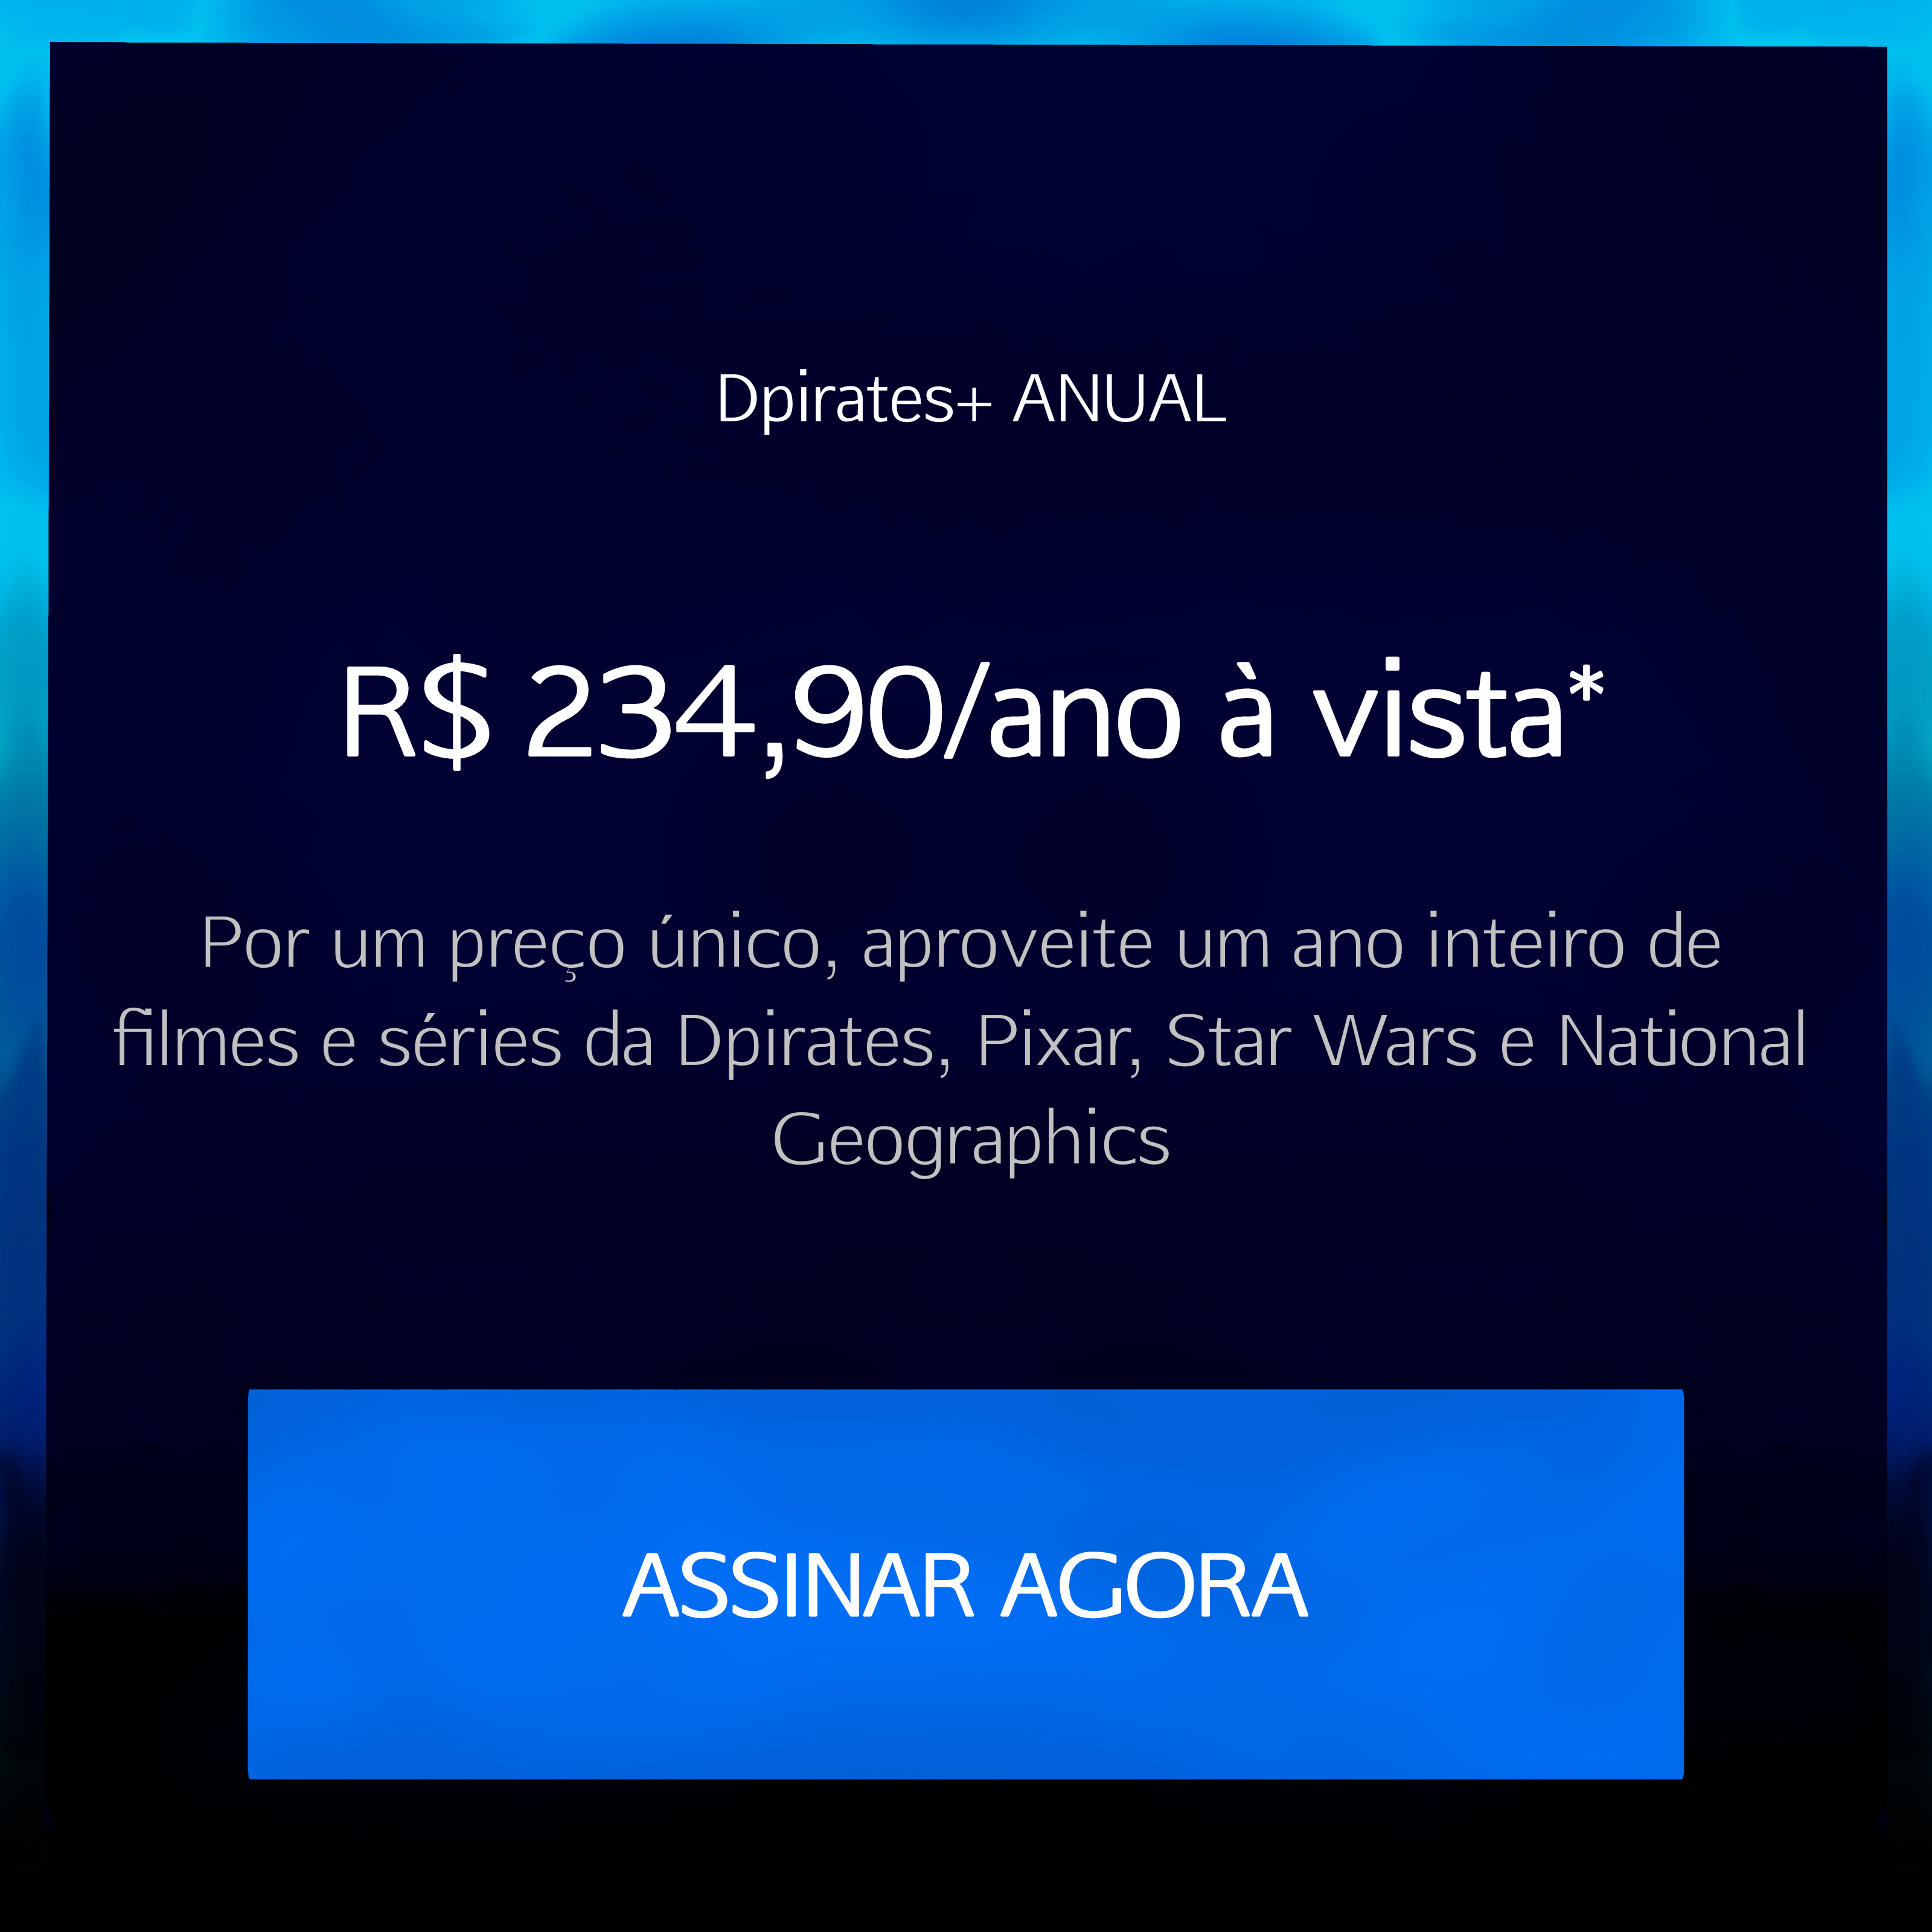 Dpirates+ ANUAL
R$ 234,90/ano à vista*
Por um preço único, aproveite um ano inteiro de
filmes e séries da Dpirates, Pixar, Star Wars e National
Geographics
ASSINAR AGORA